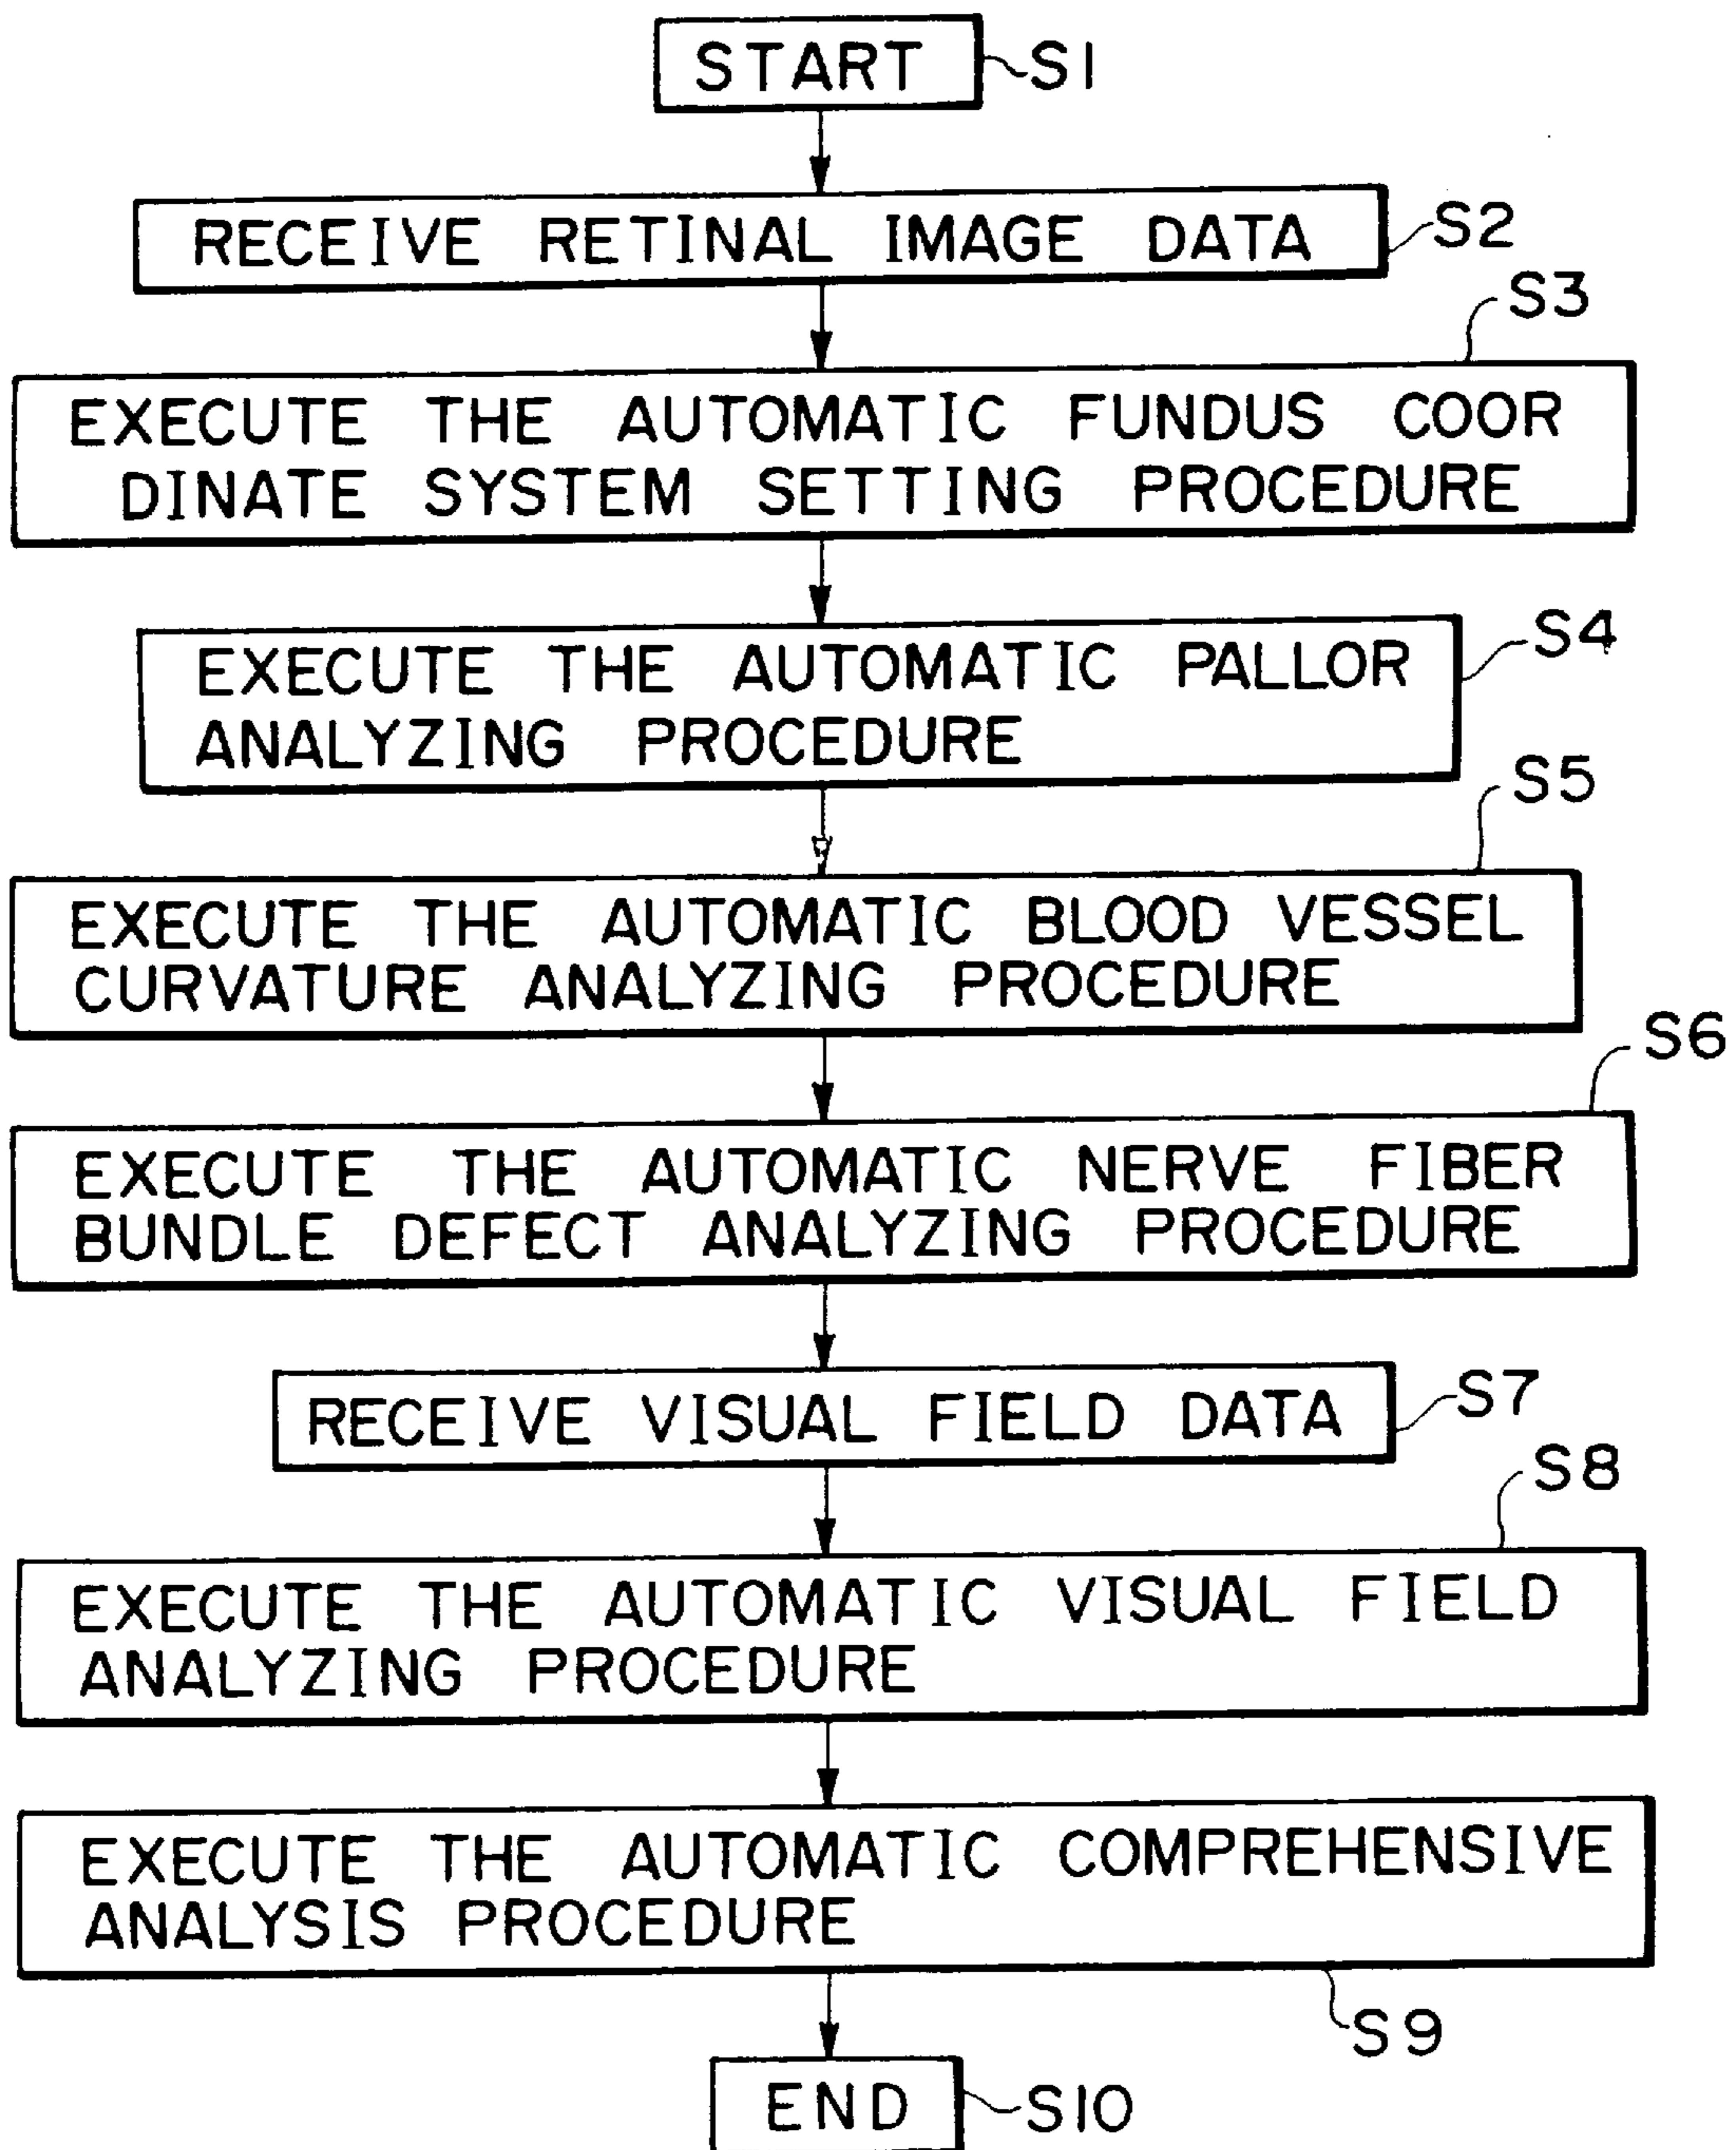 START
S1
RECEIVE RETINAL IMAGE DATA
S2
S3
EXECUTE THE AUTOMATIC FUNDUS COOR
DINATE SYSTEM SETTING PROCEDURE
S4
EXECUTE THE AUTOMATIC PALLOR
ANALYZING PROCEDURE
S5
EXECUTE THE AUTOMATIC BLOOD VESSEL
CURVATURE ANALYZING PROCEDURE
S6
EXECUTE THE AUTOMATIC NERVE FIBER
BUNDLE DEFECT ANALYZING PROCEDURE
RECEIVE VISUAL FIELD DATA
S7
S8
EXECUTE THE AUTOMATIC VISUAL FIELD
ANALYZING PROCEDURE
EXECUTE THE AUTOMATIC COMPREHENSIVE
ANALYSIS PROCEDURE
S9
END
S10